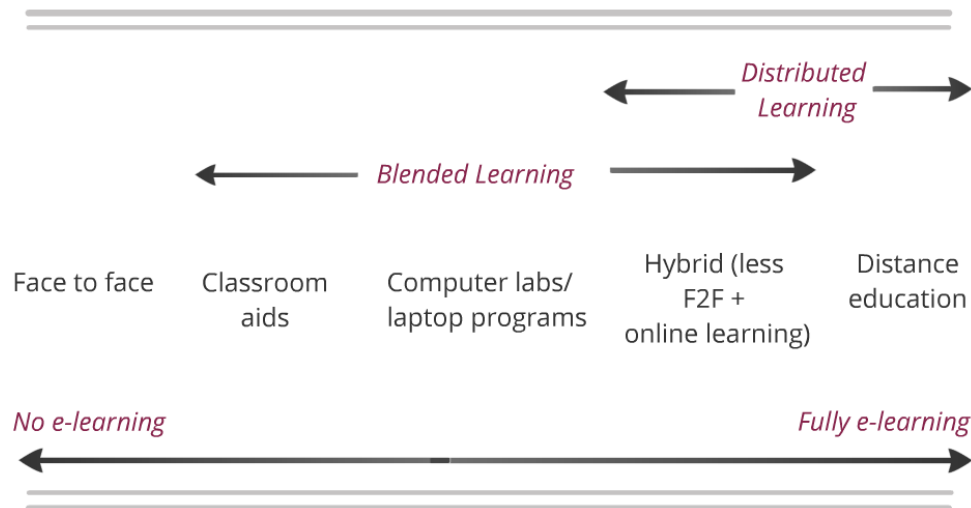 Distributed
Learning
Blended Learning
Face to face
Classroom
aids
Computer labs/
laptop programs
Hybrid (less
F2F +
online learning)
Distance
education
No e-learning
Fully e-learning